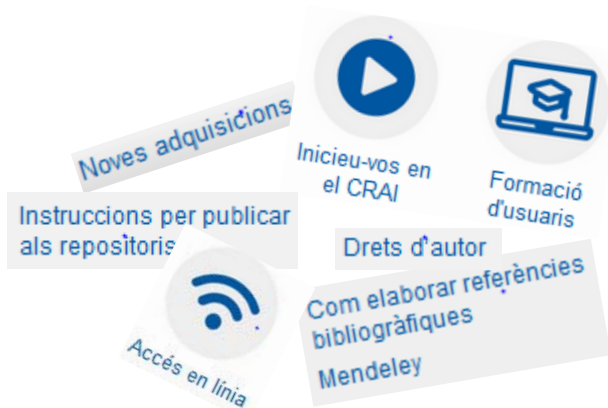 Noves adquisicions
Inicieu-vos en
el CRAI
Formació
d'usuaris
Instruccions per publicar
als repositoris
Drets d'autor
Accés en línia
Com elaborar referències
bibliogràfiques
Mendeley